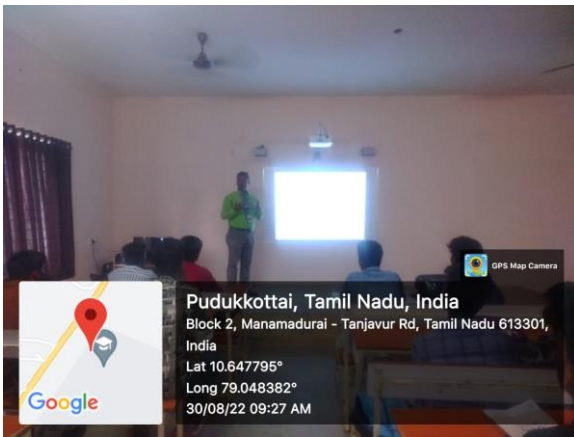 GPS Map Camera
Pudukkottai, Tamil Nadu, India
Block 2, Manamadurai - Tanjavur Rd, Tamil Nadu 613301,
India
Lat 10.647795°
Long 79.048382°
30/08/22 09:27 AM
Google